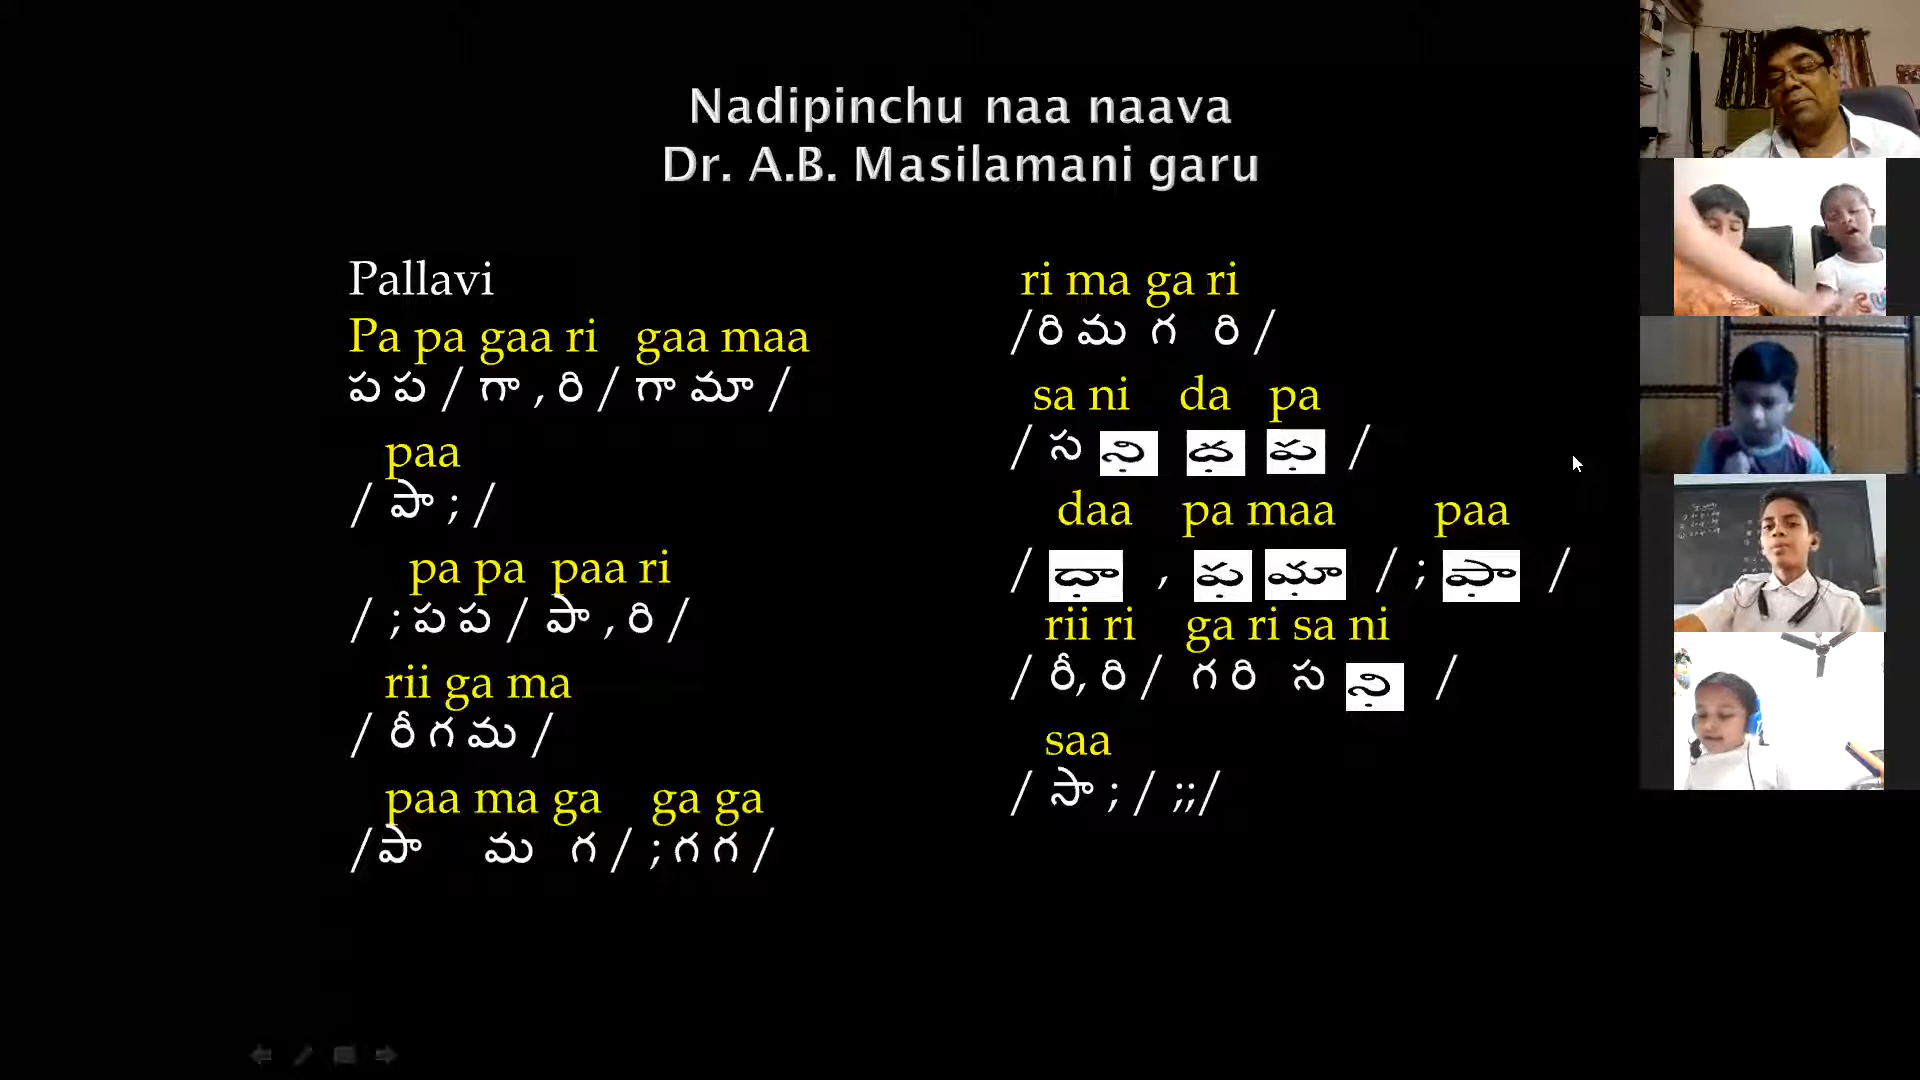 Nadipinchu naa naava
Dr. A.B. Masilamani garu
Pallavi
Pa pa gaa ri gaa maa
ప ప / గా , రి / గా మా /
paa
/ పా ; /
pa pa paa ri
/ ; ప ప / పా , రి /
rii ga ma
/ రీ గ మ /
paa ma ga ga ga
/ పా మ గ / ; గ గ /
ri ma ga ri
/ రి మ గ రి /
sa ni da pa
/ స ని ద ప /
daa pa maa paa
/ దా , ప మా / ; పా /
rii ri ga ri sa ni
/ రీ, రి / గ రి స ని /
saa
/ సా ; / ;;/